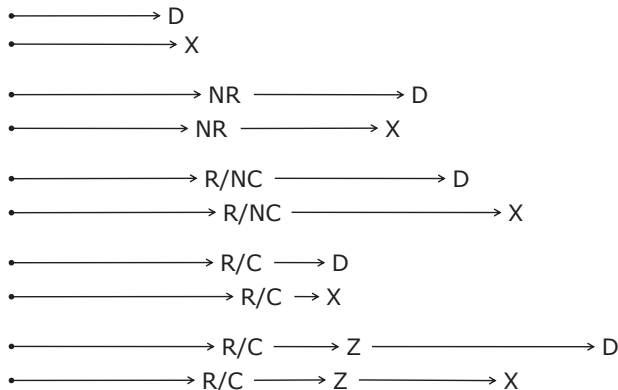 D
X
NR D
NR X
R/NC D
R/NC X
R/C D
R/C X
R/C Z D
R/C Z X